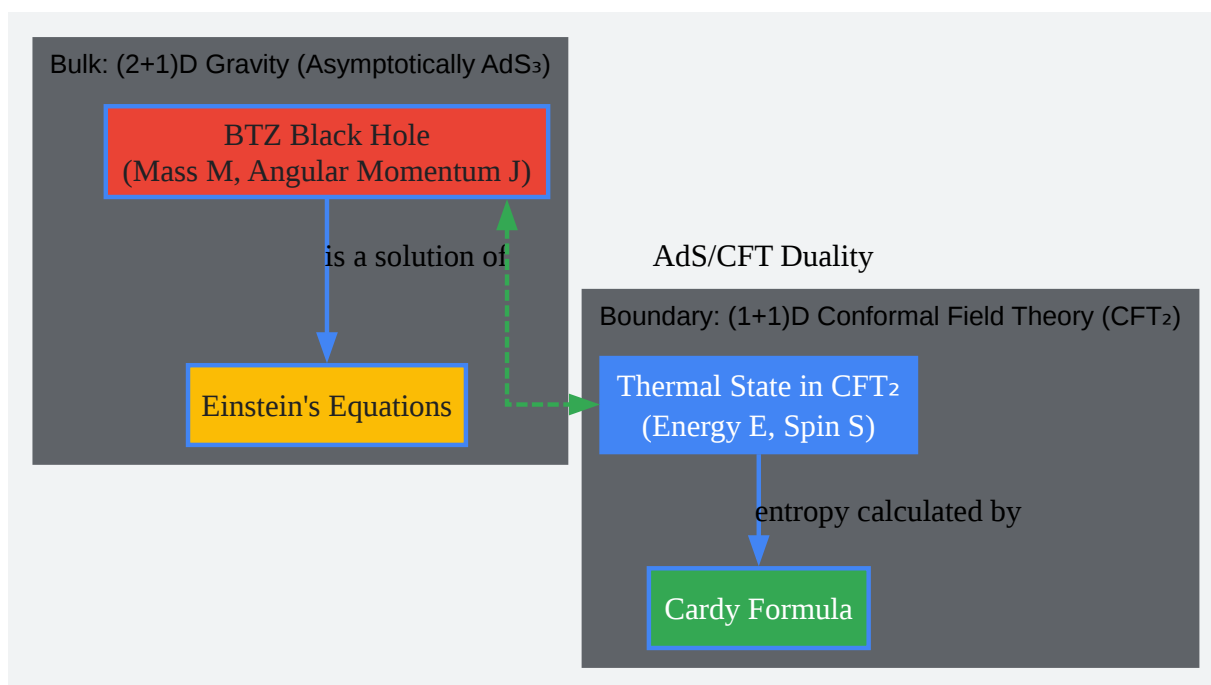 Bulk: (2+1)D Gravity (Asymptotically AdS₃)
BTZ Black Hole
(Mass M, Angular Momentum J)
is a solution of
Einstein's Equations
AdS/CFT Duality
Boundary: (1+1)D Conformal Field Theory (CFT₂)
Thermal State in CFT₂
(Energy E, Spin S)
entropy calculated by
Cardy Formula